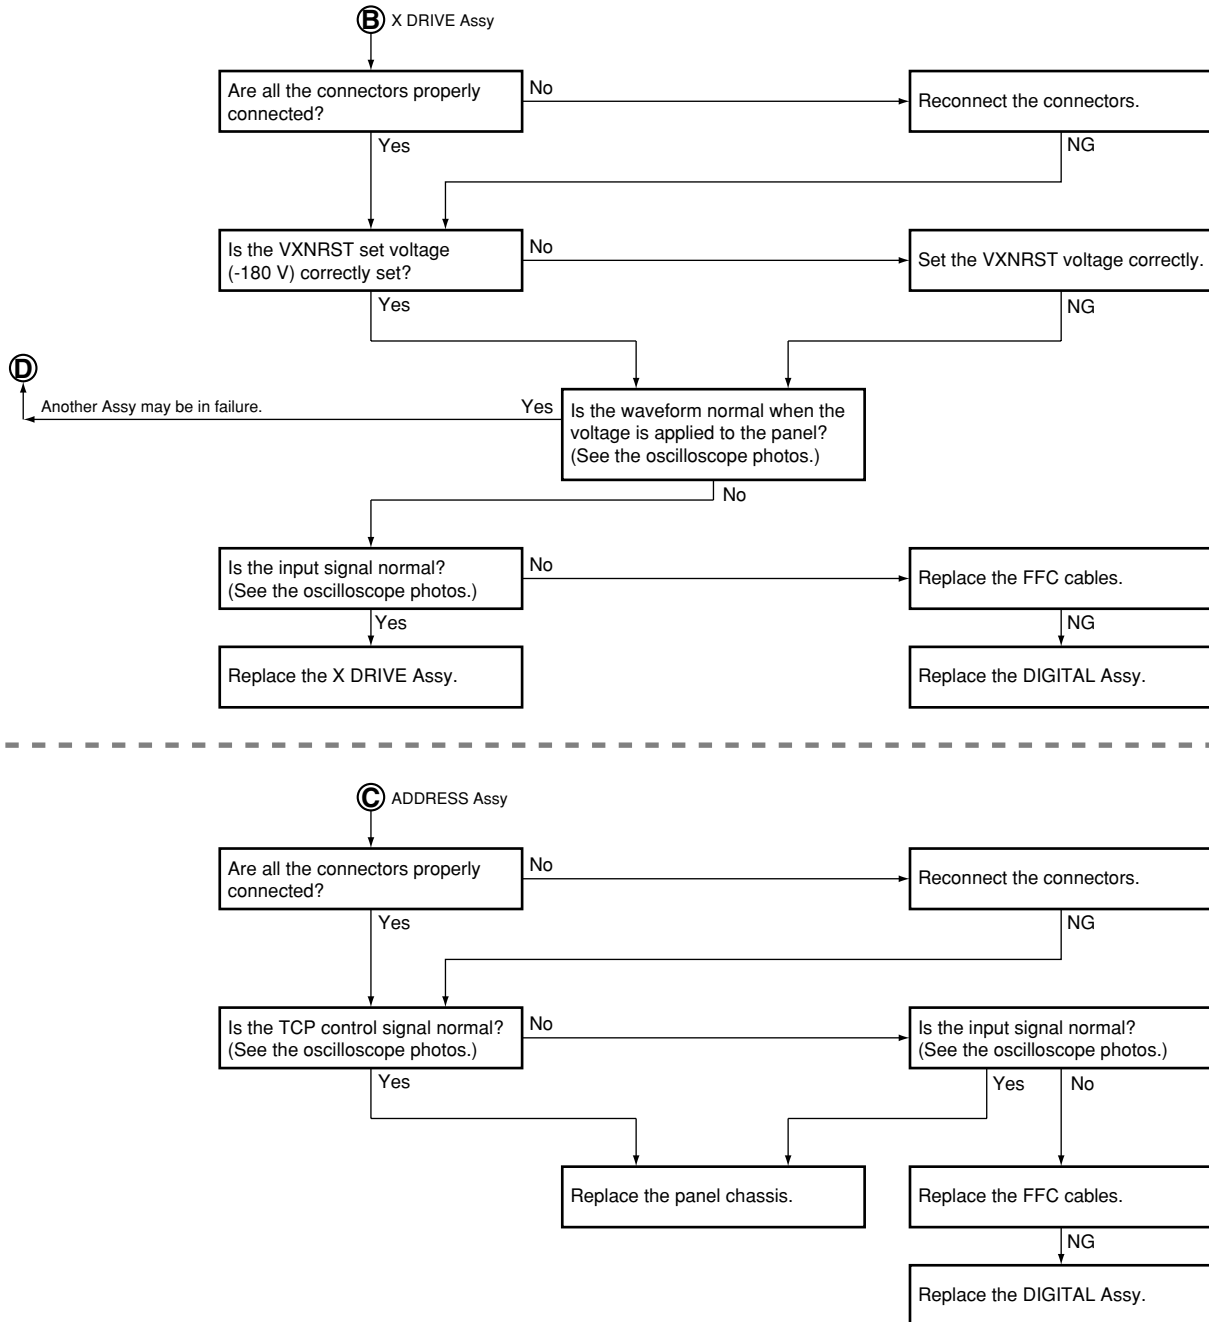 B X DRIVE Assy
Are all the connectors properly
connected?
No
Reconnect the connectors.
Yes
NG
Is the VXNRST set voltage
(-180 V) correctly set?
No
Set the VXNRST voltage correctly.
Yes
NG
D
Another Assy may be in failure.
Yes
Is the waveform normal when the
voltage is applied to the panel?
(See the oscilloscope photos.)
No
Is the input signal normal?
(See the oscilloscope photos.)
No
Replace the FFC cables.
Yes
NG
Replace the X DRIVE Assy.
Replace the DIGITAL Assy.
C ADDRESS Assy
Are all the connectors properly
connected?
No
Reconnect the connectors.
Yes
NG
Is the TCP control signal normal?
(See the oscilloscope photos.)
No
Is the input signal normal?
(See the oscilloscope photos.)
Yes
Yes
No
Replace the panel chassis.
Replace the FFC cables.
NG
Replace the DIGITAL Assy.